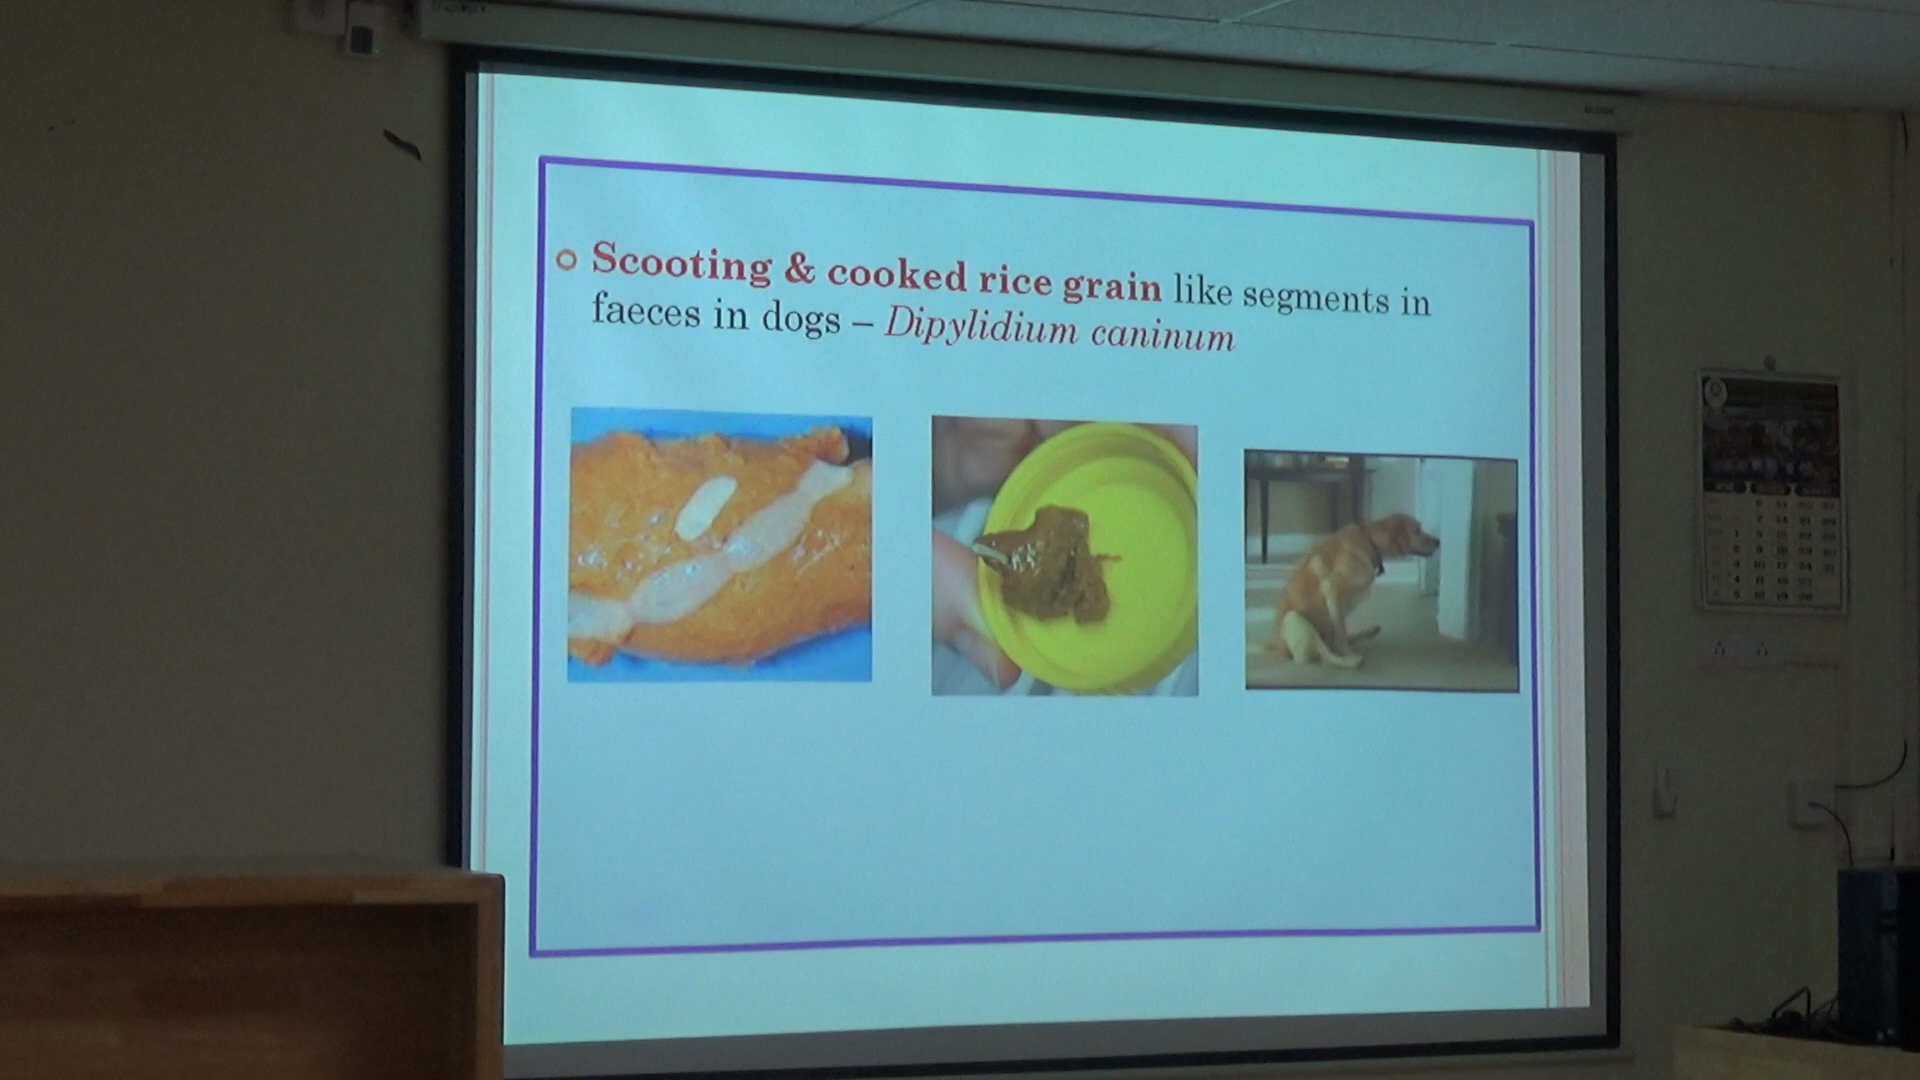 Scooting & cooked rice grain like segments in
faeces in dogs – Dipylidium caninum